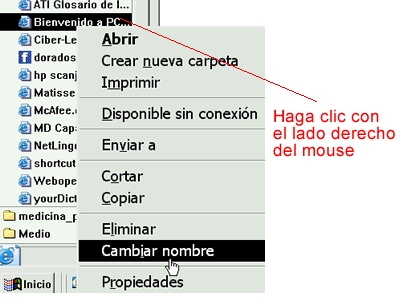 ATI Glosario de l...
Bienvenido a PC...
Ciber-Le
dorados
hp scanj
Matisse
McAfee.
MD Capa
NetLinge
shortcut
Webope
yourDict
medicina_p
Medio
Inicio
Abrir
Crear nueva carpeta
Imprimir
Disponible sin conexión
Enviar a
Cortar
Copiar
Eliminar
Cambiar nombre
Propiedades
Haga clic con
el lado derecho
del mouse